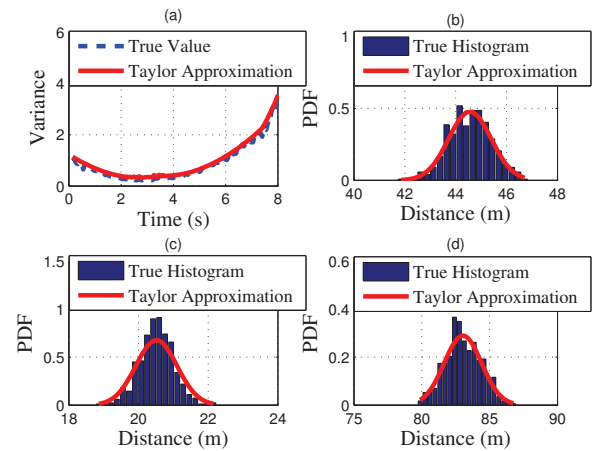 (a)
True Value
Taylor Approximation
Variance
6
4
2
0
0 2 4 6 8
Time (s)
(b)
True Histogram
Taylor Approximation
PDF
1
0.5
0
40 42 44 46 48
Distance (m)
(c)
True Histogram
Taylor Approximation
PDF
1.5
1
0.5
0
18 20 22 24
Distance (m)
(d)
True Histogram
Taylor Approximation
PDF
0.6
0.4
0.2
0
75 80 85 90
Distance (m)